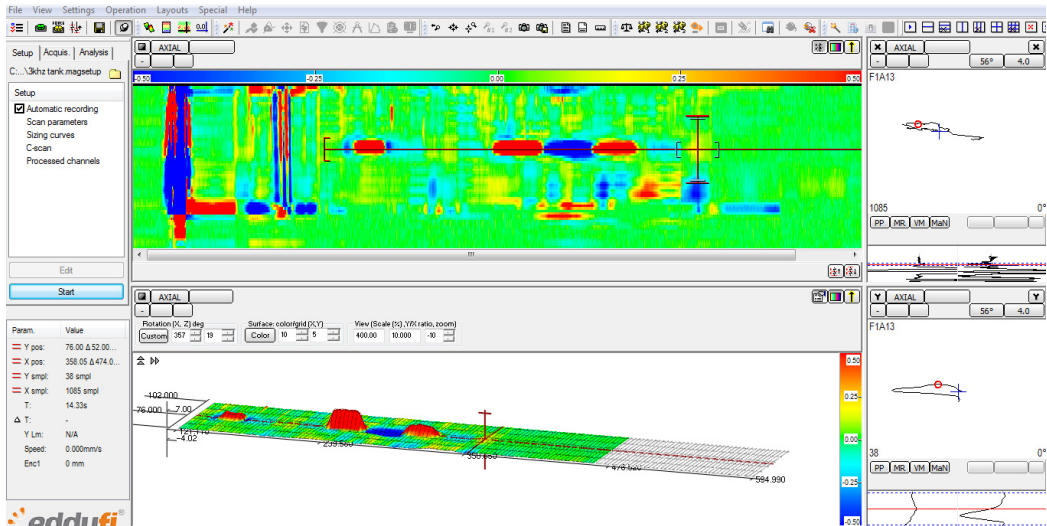 File View Settings Operation Layouts Special Help
Setup Acquis. Analysis
C:...\3khz tank.magsetup
Setup
Automatic recording
Scan parameters
Sizing curves
C-scan
Processed channels
Edit
Start
Param. Value
Y pos: 76.00 Δ 52.00...
X pos: 358.05 Δ 474.0...
Y smpl: 38 smpl
X smpl: 1085 smpl
T: 14.33s
Δ T: -
Y Lm: N/A
Speed: 0.000mm/s
Enc1 0 mm
eddyfi
AXIAL
-
-0.50 -0.25 0.00 0.25 0.50
AXIAL
-
Rotation (X, Z) deg Surface: color/grid (X,Y) View (Scale (%), Y/X ratio, zoom)
Custom 357 19 Color 10 5 400.00 10.000 -10
-102.000
76.000 7.00
-4.02
478.520
594.990
0.50
0.25
0.00
-0.25
-0.50
X AXIAL X
- 56° 4.0
F1A13
1085 0°
PP MR VM MaN
Y AXIAL Y
- 56° 4.0
F1A13
38 0°
PP MR VM MaN